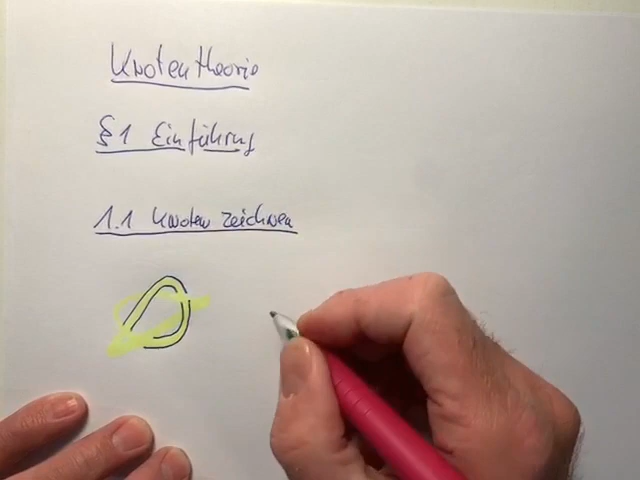 Knotentheorie
§1 Einführung
1.1 Knoten zeichnen